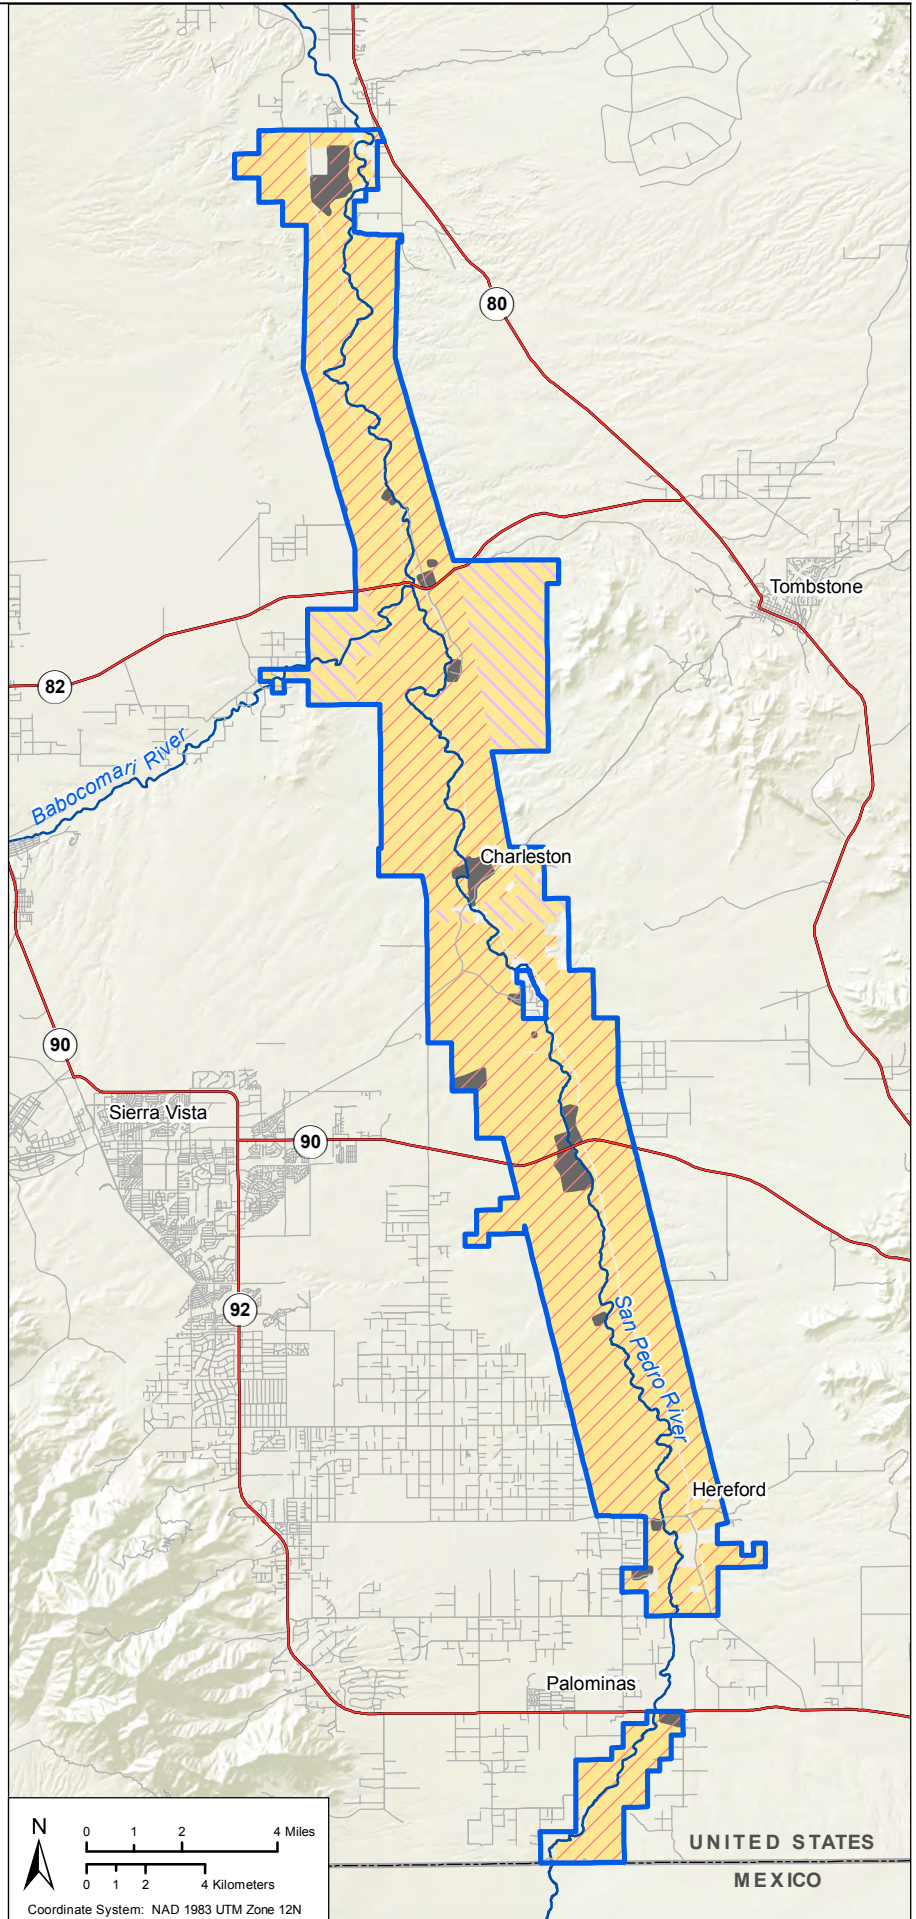 80
Tombstone
82
Babocomari River
Charleston
90
Sierra Vista
90
92
San Pedro River
Hereford
Palominas
N
0 1 2 4 Miles
0 1 2 4 Kilometers
Coordinate System: NAD 1983 UTM Zone 12N
UNITED STATES
MEXICO